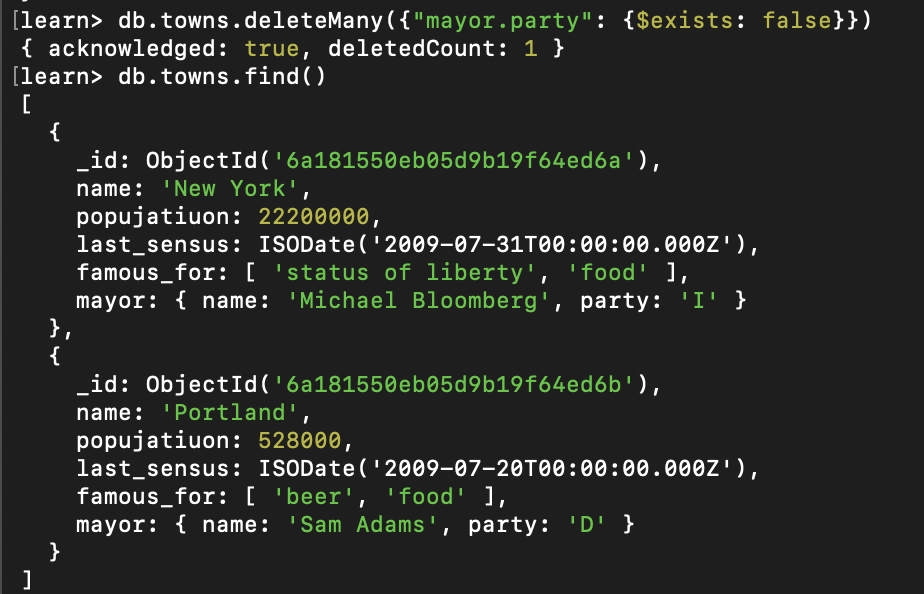 [learn> db.towns.deleteMany({"mayor.party": {$exists: false}})
{ acknowledged: true, deletedCount: 1 }
[learn> db.towns.find()
[
  {
    _id: ObjectId('6a181550eb05d9b19f64ed6a'),
    name: 'New York',
    popujatiuon: 22200000,
    last_sensus: ISODate('2009-07-31T00:00:00.000Z'),
    famous_for: [ 'status of liberty', 'food' ],
    mayor: { name: 'Michael Bloomberg', party: 'I' }
  },
  {
    _id: ObjectId('6a181550eb05d9b19f64ed6b'),
    name: 'Portland',
    popujatiuon: 528000,
    last_sensus: ISODate('2009-07-20T00:00:00.000Z'),
    famous_for: [ 'beer', 'food' ],
    mayor: { name: 'Sam Adams', party: 'D' }
  }
]